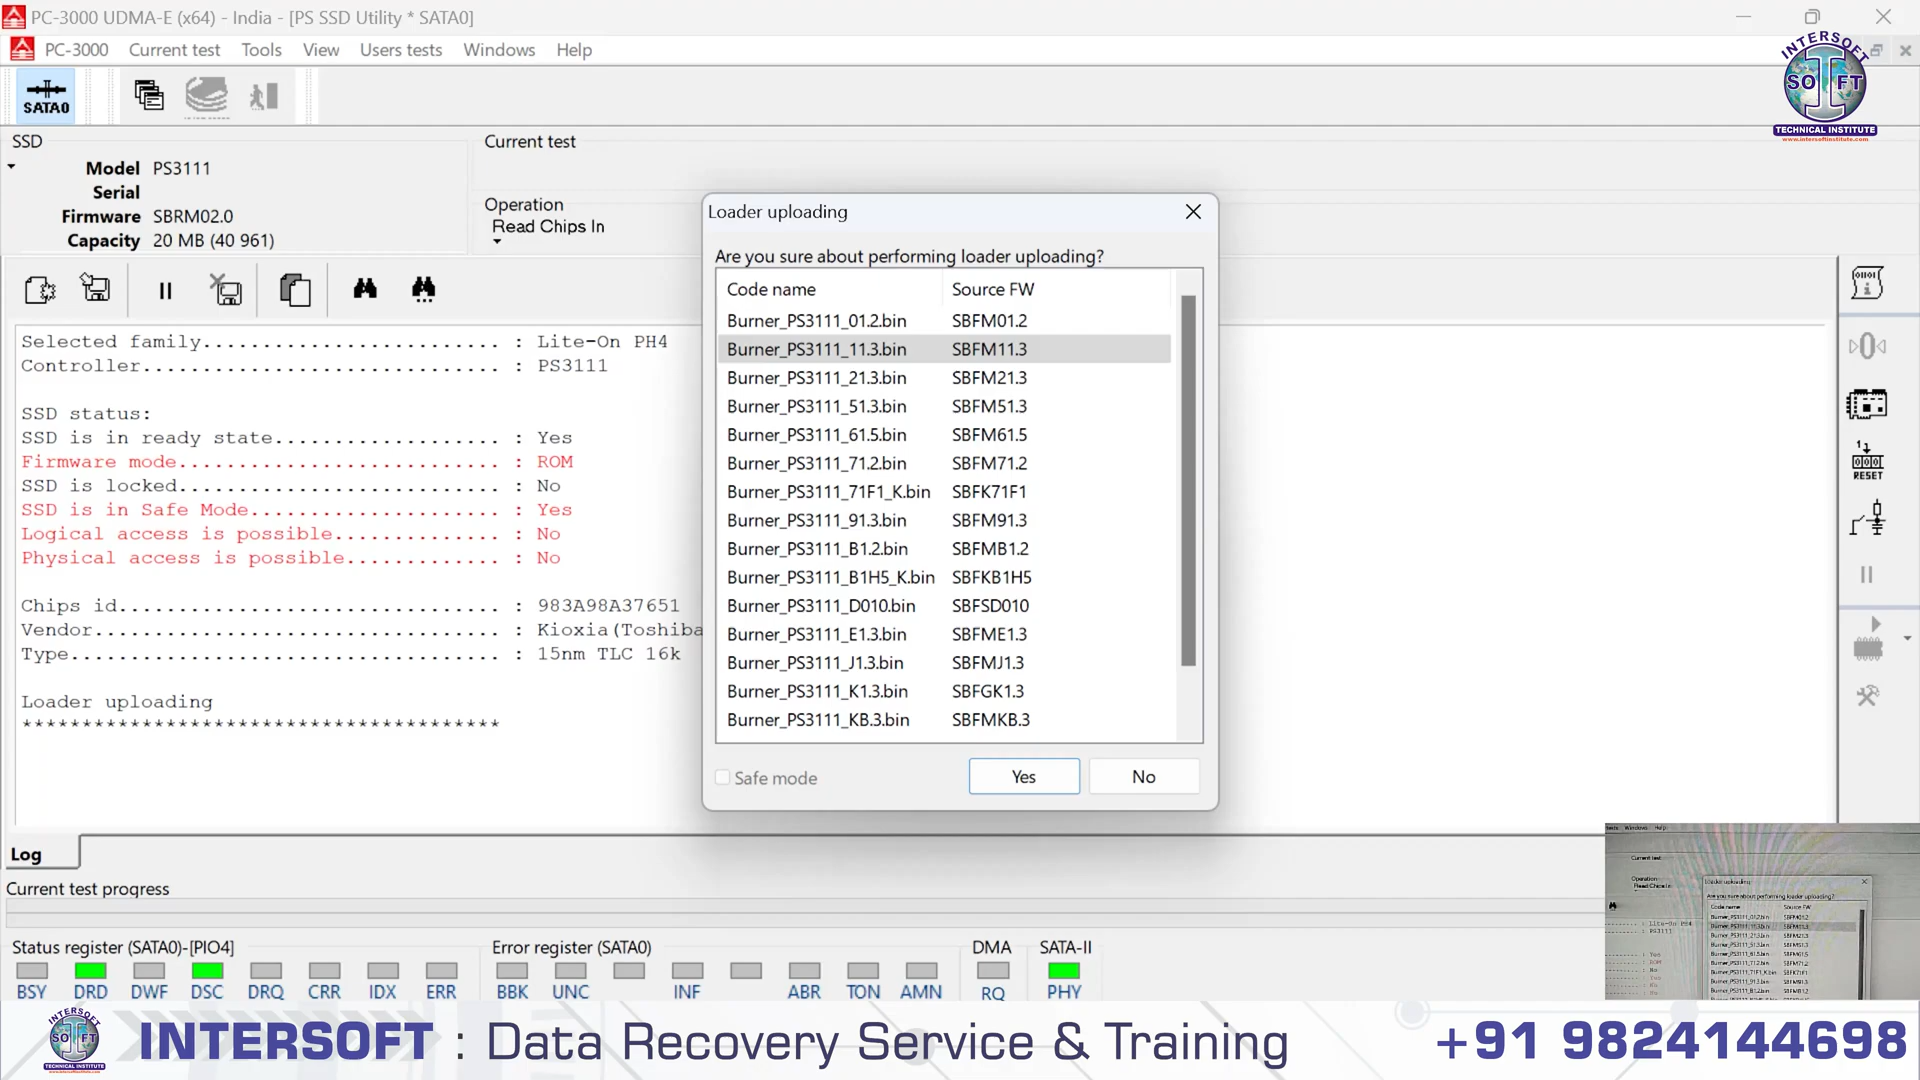 PC-3000 UDMA-E (x64) - India - [PS SSD Utility * SATA0]
PC-3000 Current test Tools View Users tests Windows Help
SATA0
INTERSOFT
SOFT
TECHNICAL INSTITUTE
www.intersoftinstitute.com
SSD
Model PS3111
Serial
Firmware SBRM02.0
Capacity 20 MB (40 961)
Current test
Operation
Read Chips In
Selected family......................... : Lite-On PH4
Controller.............................. : PS3111
SSD status:
SSD is in ready state................... : Yes
Firmware mode........................... : ROM
SSD is locked........................... : No
SSD is in Safe Mode..................... : Yes
Logical access is possible.............. : No
Physical access is possible............. : No
Chips id................................ : 983A98A37651
Vendor.................................. : Kioxia(Toshiba
Type.................................... : 15nm TLC 16k
Loader uploading
****************************************
Loader uploading
Are you sure about performing loader uploading?
Code name Source FW
Burner_PS3111_01.2.bin SBFM01.2
Burner_PS3111_11.3.bin SBFM11.3
Burner_PS3111_21.3.bin SBFM21.3
Burner_PS3111_51.3.bin SBFM51.3
Burner_PS3111_61.5.bin SBFM61.5
Burner_PS3111_71.2.bin SBFM71.2
Burner_PS3111_71F1_K.bin SBFK71F1
Burner_PS3111_91.3.bin SBFM91.3
Burner_PS3111_B1.2.bin SBFMB1.2
Burner_PS3111_B1H5_K.bin SBFKB1H5
Burner_PS3111_D010.bin SBFSD010
Burner_PS3111_E1.3.bin SBFME1.3
Burner_PS3111_J1.3.bin SBFMJ1.3
Burner_PS3111_K1.3.bin SBFGK1.3
Burner_PS3111_KB.3.bin SBFMKB.3
Safe mode Yes No
RESET
Log
Current test progress
Status register (SATA0)-[PIO4] Error register (SATA0) DMA SATA-II
BSY DRD DWF DSC DRQ CRR IDX ERR BBK UNC INF ABR TON AMN RQ PHY
INTERSOFT : Data Recovery Service & Training +91 9824144698